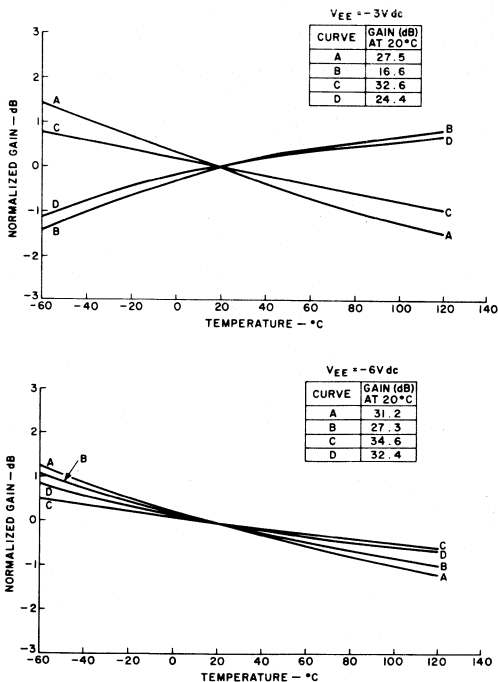 VEE = -3V dc
CURVE GAIN (dB) AT 20°C
A 27.5
B 16.6
C 32.6
D 24.4
NORMALIZED GAIN — dB
3
2
1
0
-1
-2
-3
A
C
D
B
B
D
C
A
-60 -40 -20 0 20 40 60 80 100 120 140
TEMPERATURE — °C
VEE = -6V dc
CURVE GAIN (dB) AT 20°C
A 31.2
B 27.3
C 34.6
D 32.4
NORMALIZED GAIN — dB
3
2
1
0
-1
-2
-3
A
B
D
C
C
D
B
A
-60 -40 -20 0 20 40 60 80 100 120 140
TEMPERATURE — °C